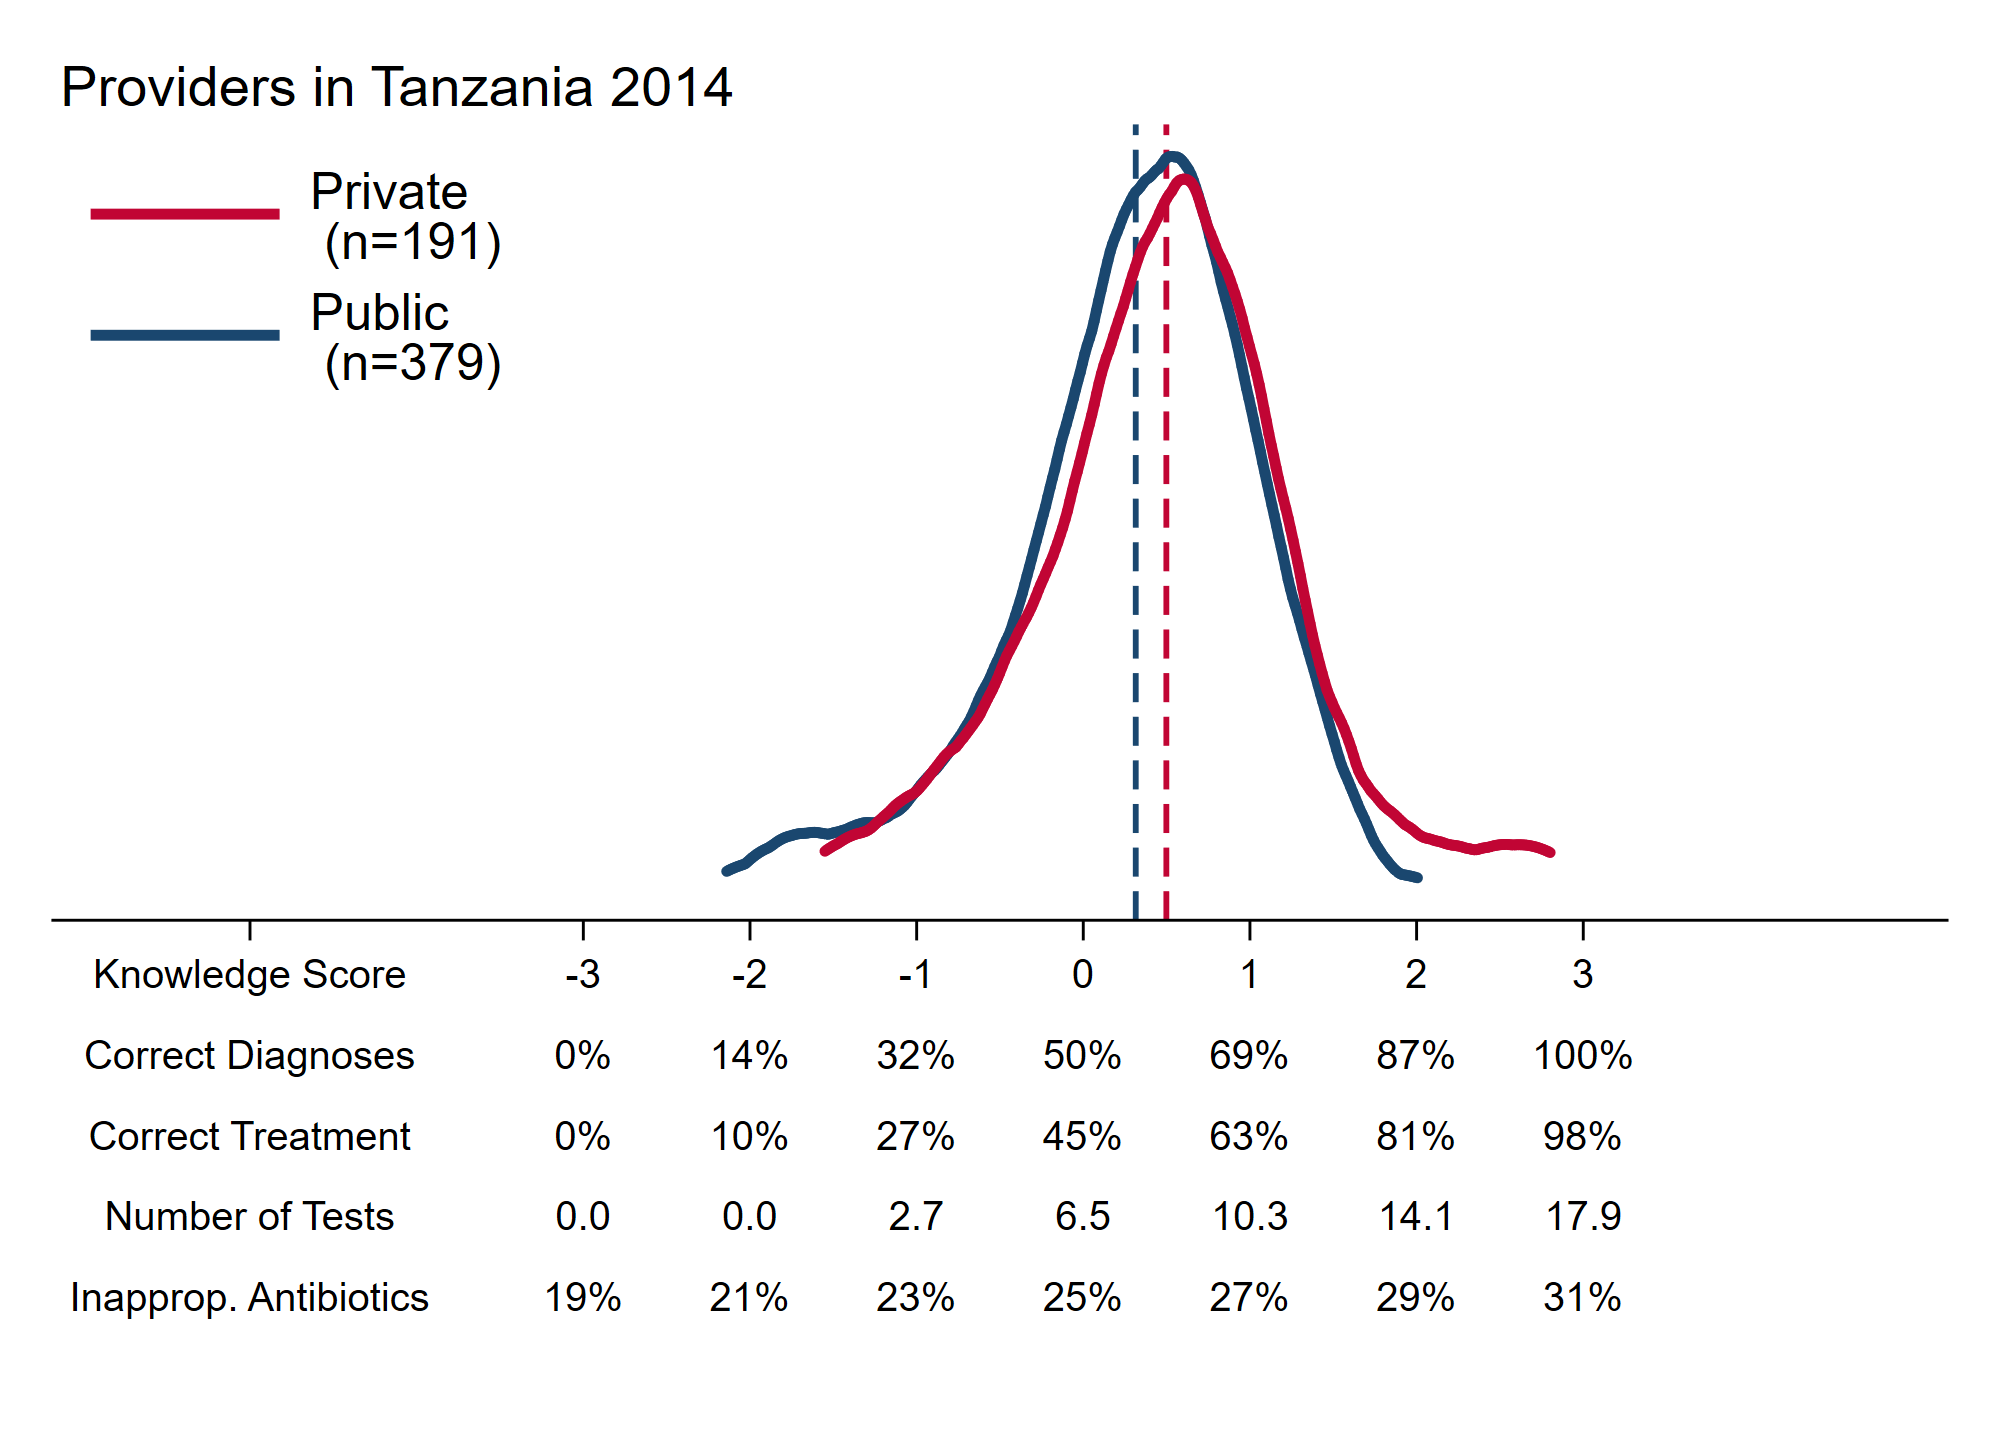 Providers in Tanzania 2014
Private
(n=191)
Public
(n=379)
Knowledge Score -3 -2 -1 0 1 2 3
Correct Diagnoses 0% 14% 32% 50% 69% 87% 100%
Correct Treatment 0% 10% 27% 45% 63% 81% 98%
Number of Tests 0.0 0.0 2.7 6.5 10.3 14.1 17.9
Inapprop. Antibiotics 19% 21% 23% 25% 27% 29% 31%